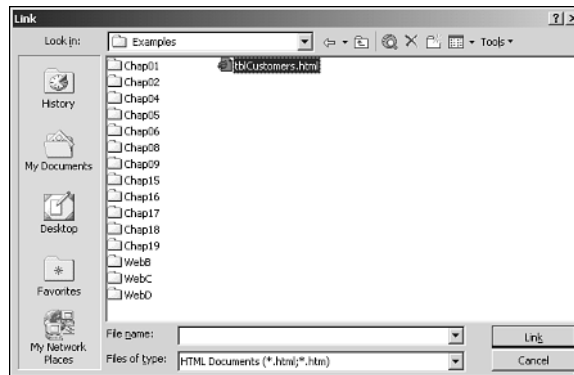 Link
Look in:
Examples
Tools
History
My Documents
Desktop
Favorites
My Network Places
Chap01
Chap02
Chap04
Chap05
Chap06
Chap08
Chap09
Chap15
Chap16
Chap17
Chap18
Chap19
WebB
WebC
WebD
tblCustomers.html
File name:
Link
Files of type:
HTML Documents (*.html;*.htm)
Cancel